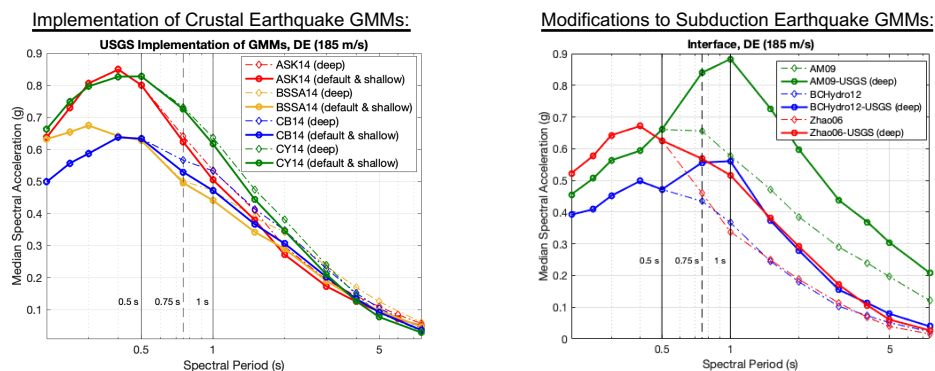 Implementation of Crustal Earthquake GMMs:
USGS Implementation of GMMs, DE (185 m/s)
Median Spectral Acceleration (g)
0.9
0.8
0.7
0.6
0.5
0.4
0.3
0.2
0.1
ASK14 (deep)
ASK14 (default & shallow)
BSSA14 (deep)
BSSA14 (default & shallow)
CB14 (deep)
CB14 (default & shallow)
CY14 (deep)
CY14 (default & shallow)
0.5 s
0.75 s
1 s
0.5
1
5
Spectral Period (s)
Modifications to Subduction Earthquake GMMs:
Interface, DE (185 m/s)
Median Spectral Acceleration (g)
0.9
0.8
0.7
0.6
0.5
0.4
0.3
0.2
0.1
0
AM09
AM09-USGS (deep)
BCHydro12
BCHydro12-USGS (deep)
Zhao06
Zhao06-USGS (deep)
0.5 s
0.75 s
1 s
0.5
1
5
Spectral Period (s)